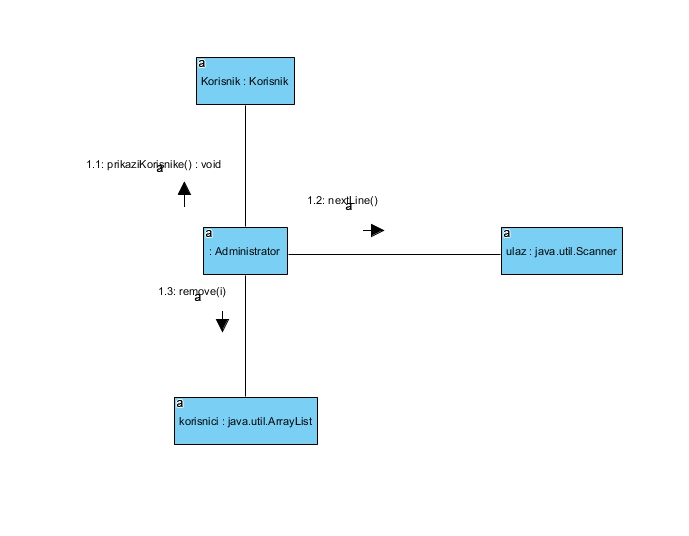 a
Korisnik : Korisnik
1.1: prikaziKorisnike() : void
a
1.2: nextLine()
a
a
: Administrator
a
ulaz : java.util.Scanner
1.3: remove(i)
a
a
korisnici : java.util.ArrayList